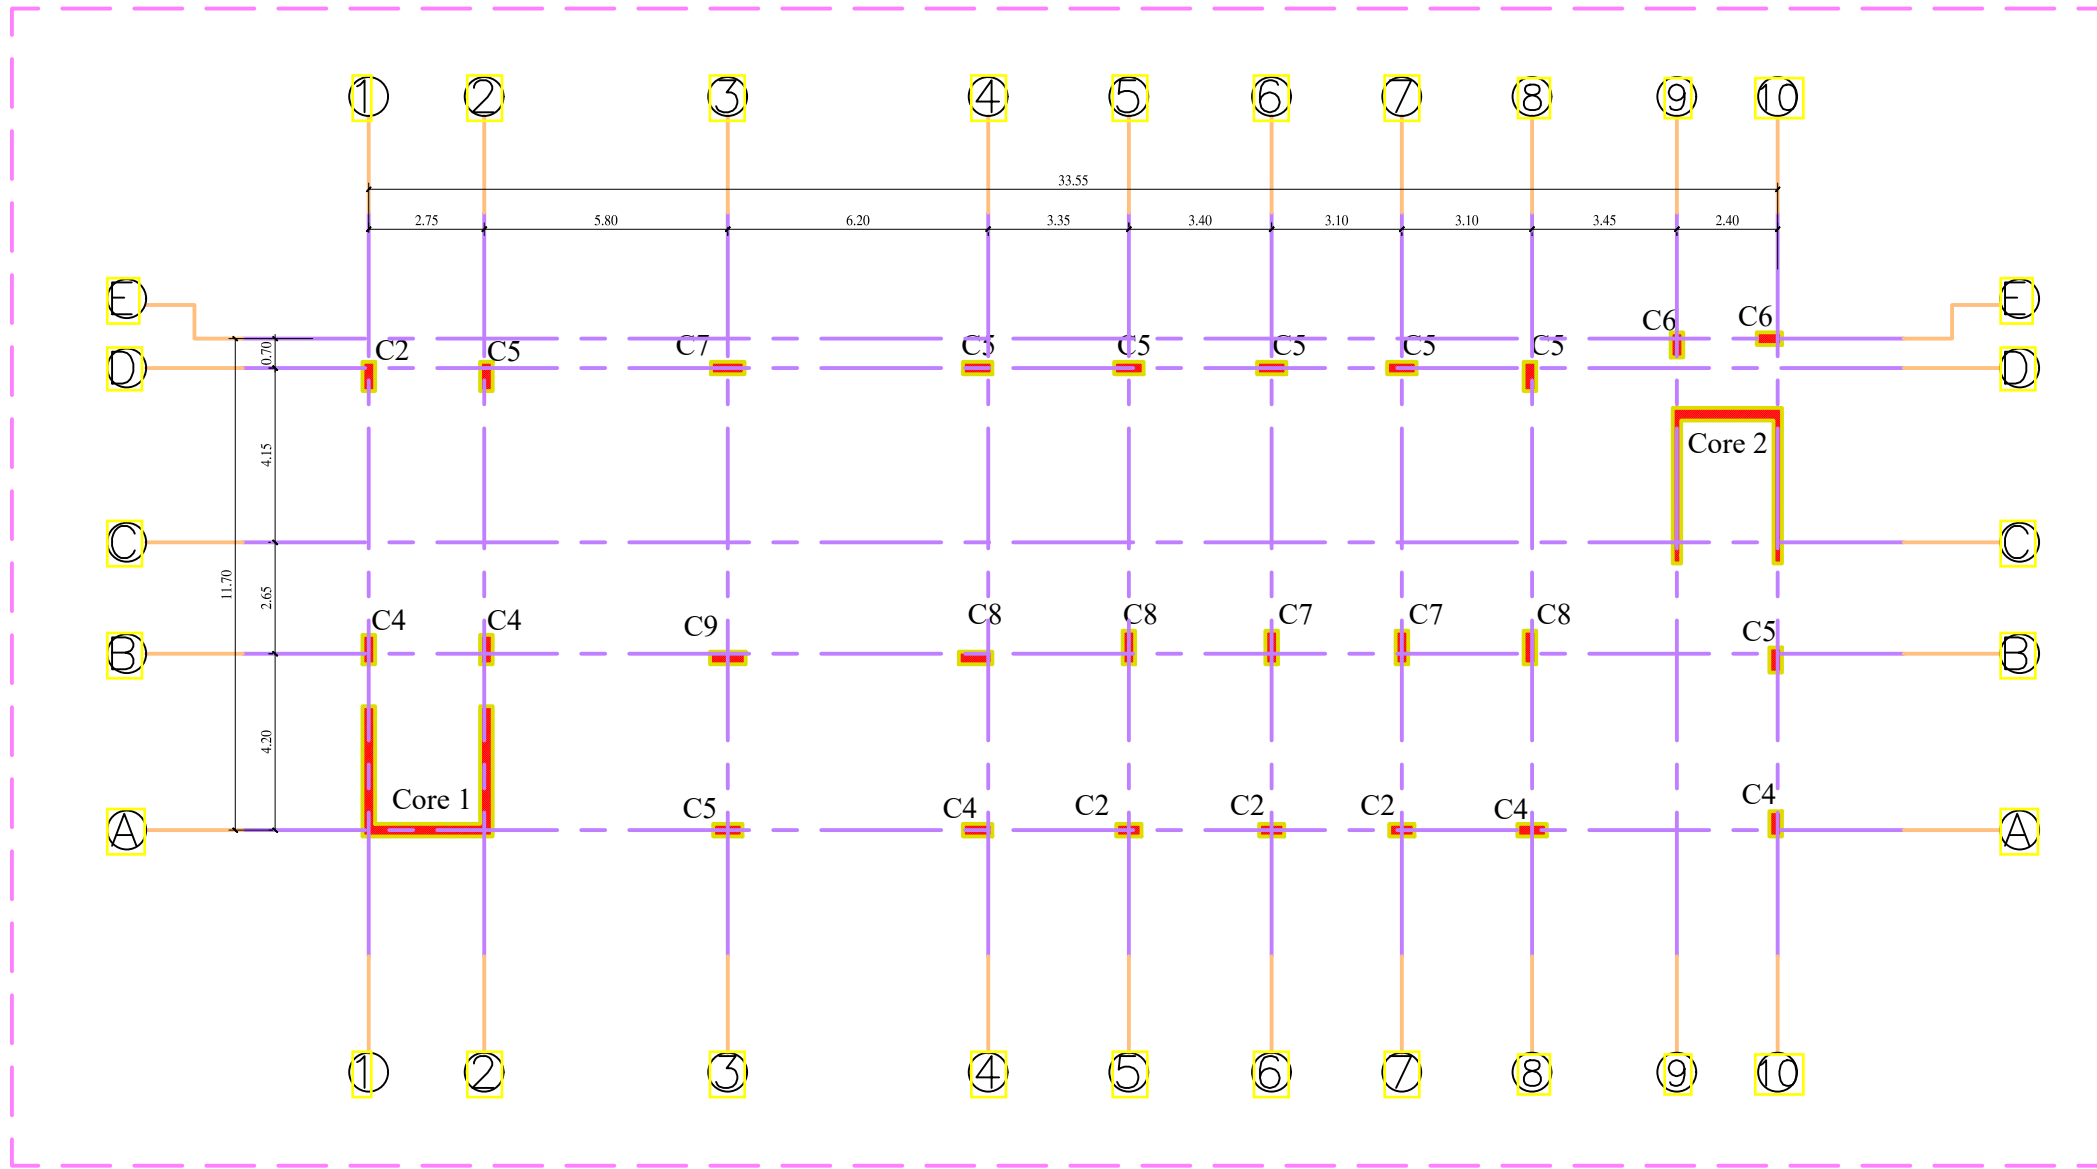 1 2 3 4 5 6 7 8 9 10
33.55
2.75 5.80 6.20 3.35 3.40 3.10 3.10 3.45 2.40
E E
C6 C6
C2 C5 C7 C5 C5 C5 C5 C5
0.70
D D
4.15
Core 2
C C
11.70
2.65
C4 C4 C9 C8 C8 C7 C7 C8 C5
B B
4.20
Core 1
C5 C4 C2 C2 C2 C4 C4
A A
1 2 3 4 5 6 7 8 9 10